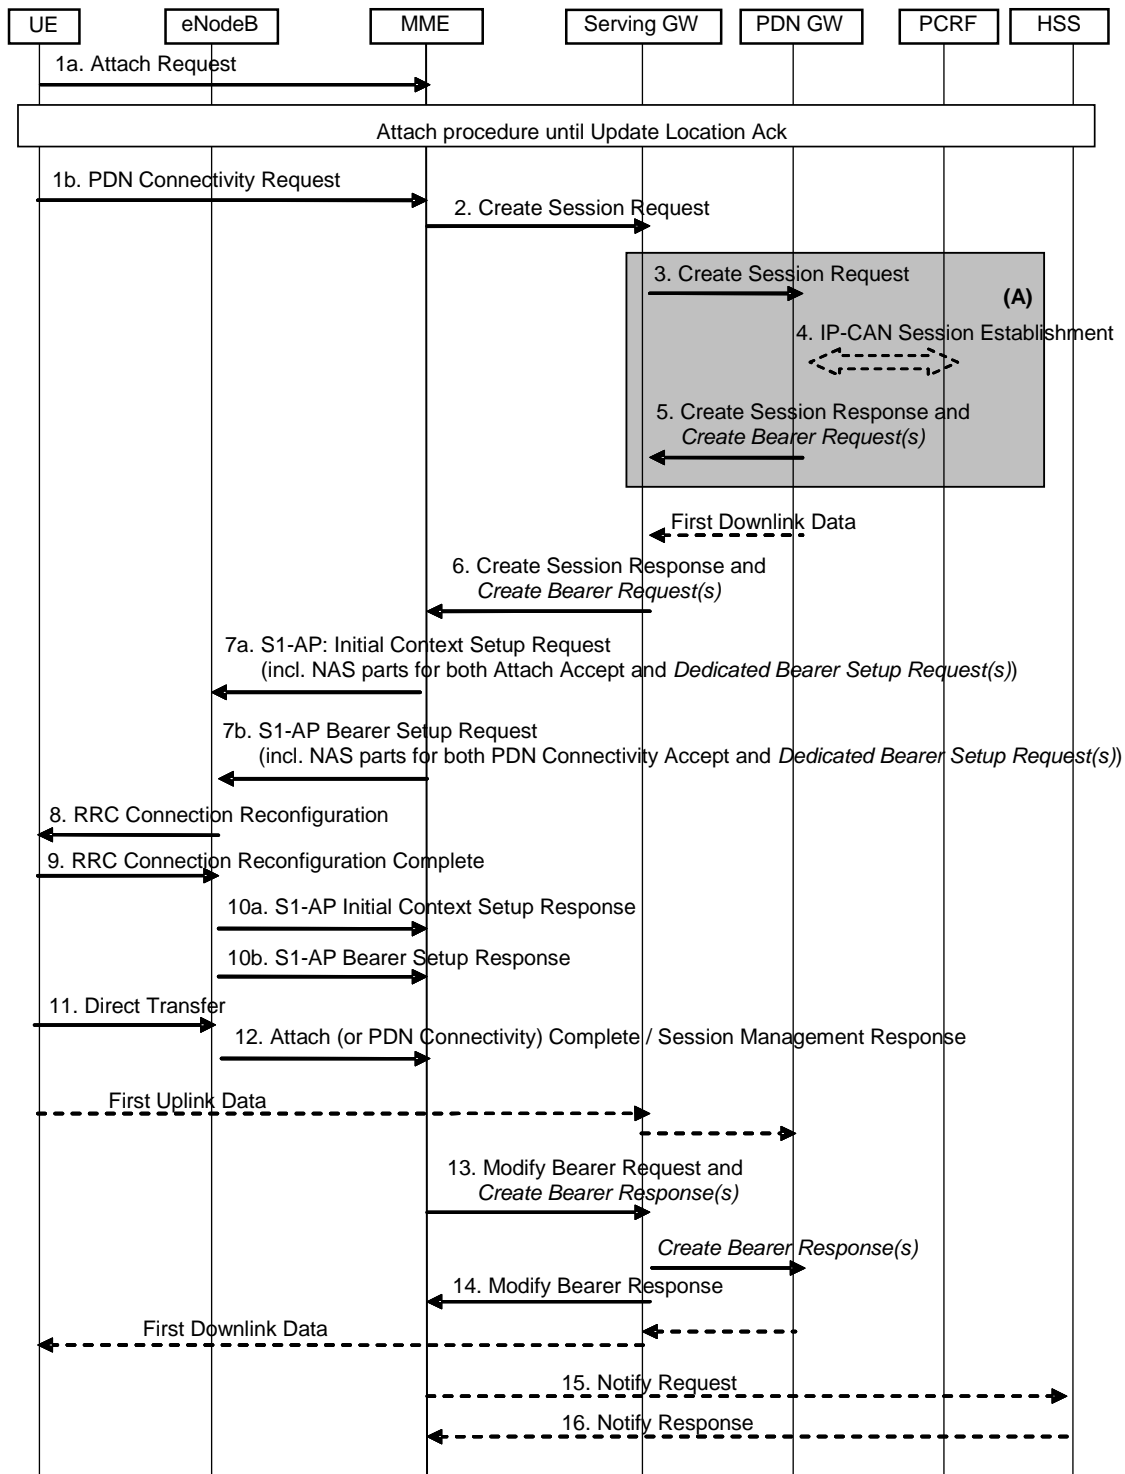 UE eNodeB MME Serving GW PDN GW PCRF HSS
1a. Attach Request
Attach procedure until Update Location Ack
1b. PDN Connectivity Request
2. Create Session Request
3. Create Session Request
(A)
4. IP-CAN Session Establishment
5. Create Session Response and
Create Bearer Request(s)
First Downlink Data
6. Create Session Response and
Create Bearer Request(s)
7a. S1-AP: Initial Context Setup Request
(incl. NAS parts for both Attach Accept and Dedicated Bearer Setup Request(s))
7b. S1-AP Bearer Setup Request
(incl. NAS parts for both PDN Connectivity Accept and Dedicated Bearer Setup Request(s))
8. RRC Connection Reconfiguration
9. RRC Connection Reconfiguration Complete
10a. S1-AP Initial Context Setup Response
10b. S1-AP Bearer Setup Response
11. Direct Transfer
12. Attach (or PDN Connectivity) Complete / Session Management Response
First Uplink Data
13. Modify Bearer Request and
Create Bearer Response(s)
Create Bearer Response(s)
14. Modify Bearer Response
First Downlink Data
15. Notify Request
16. Notify Response